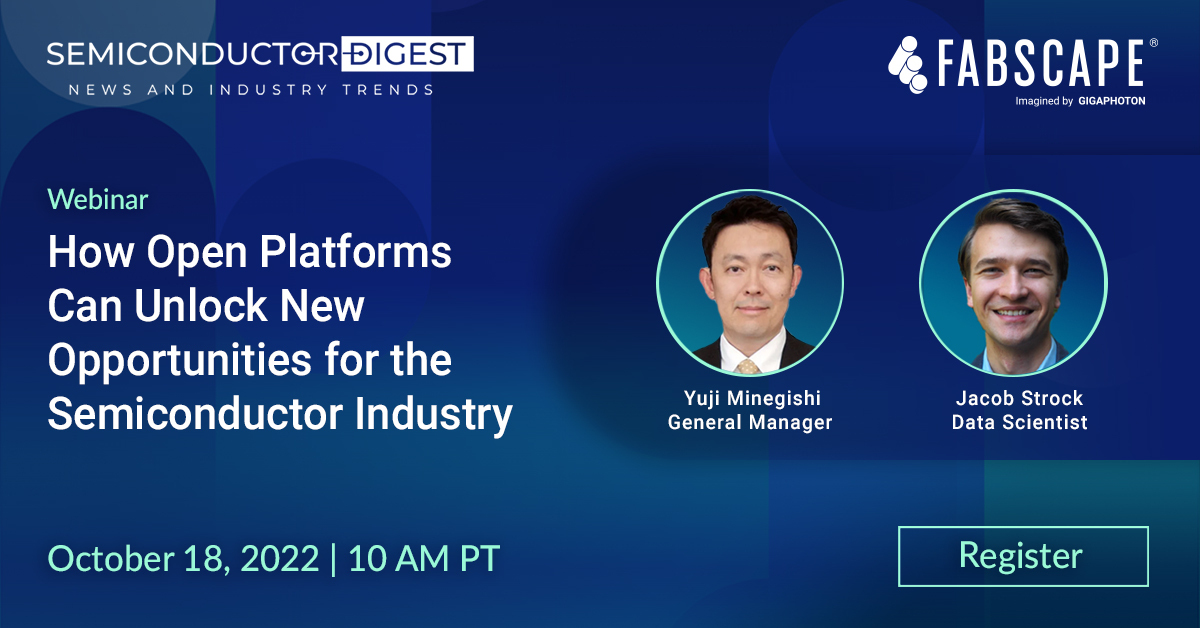 SEMICONDUCTOR DIGEST
NEWS AND INDUSTRY TRENDS
FABSCAPE®
Imagined by GIGAPHOTON
Webinar
How Open Platforms
Can Unlock New
Opportunities for the
Semiconductor Industry
Yuji Minegishi
General Manager
Jacob Strock
Data Scientist
October 18, 2022 | 10 AM PT
Register